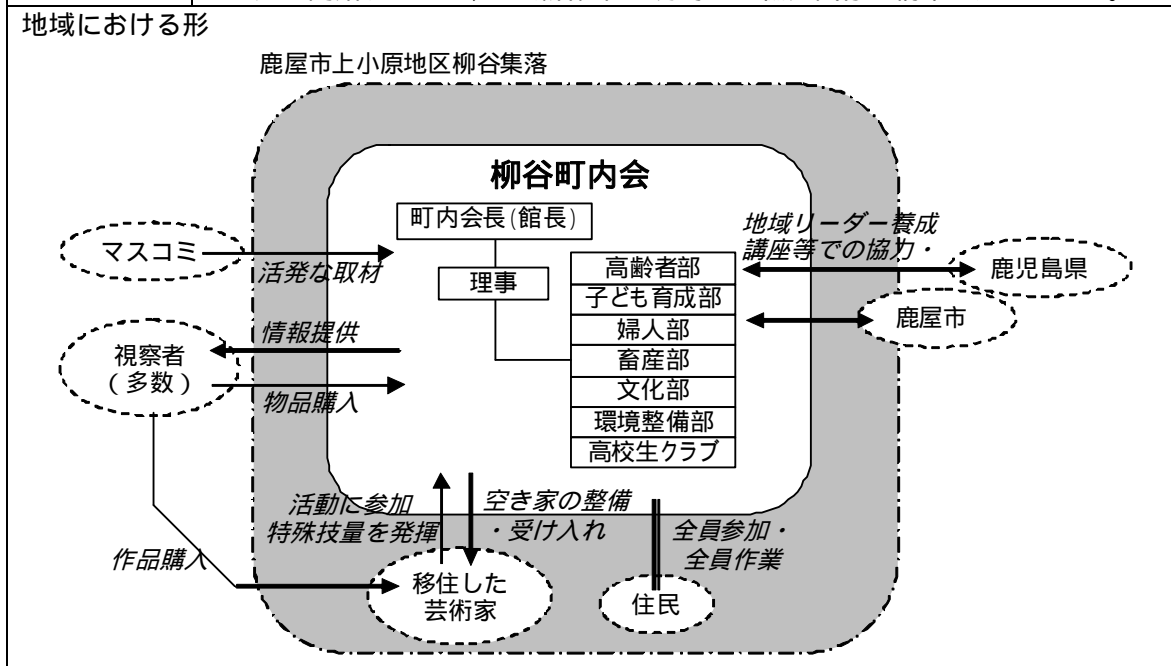 地域における形
鹿屋市上小原地区柳谷集落
柳谷町内会
町内会長(館長)
理事
高齢者部
子ども育成部
婦人部
畜産部
文化部
環境整備部
高校生クラブ
マスコミ
活発な取材
地域リーダー養成
講座等での協力・
鹿児島県
鹿屋市
視察者
(多数)
情報提供
物品購入
活動に参加
特殊技量を発揮
空き家の整備
・受け入れ
全員参加・
全員作業
作品購入
移住した
芸術家
住民